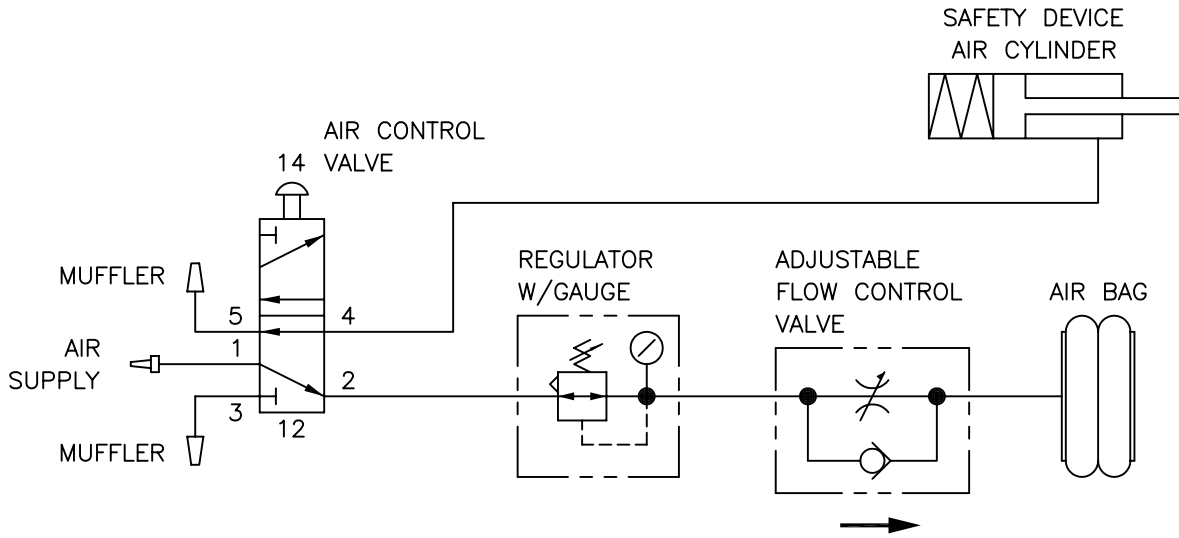 SAFETY DEVICE
AIR CYLINDER
AIR CONTROL
VALVE
14
MUFFLER
5
4
AIR
SUPPLY
1
2
3
12
MUFFLER
REGULATOR
W/GAUGE
ADJUSTABLE
FLOW CONTROL
VALVE
AIR BAG